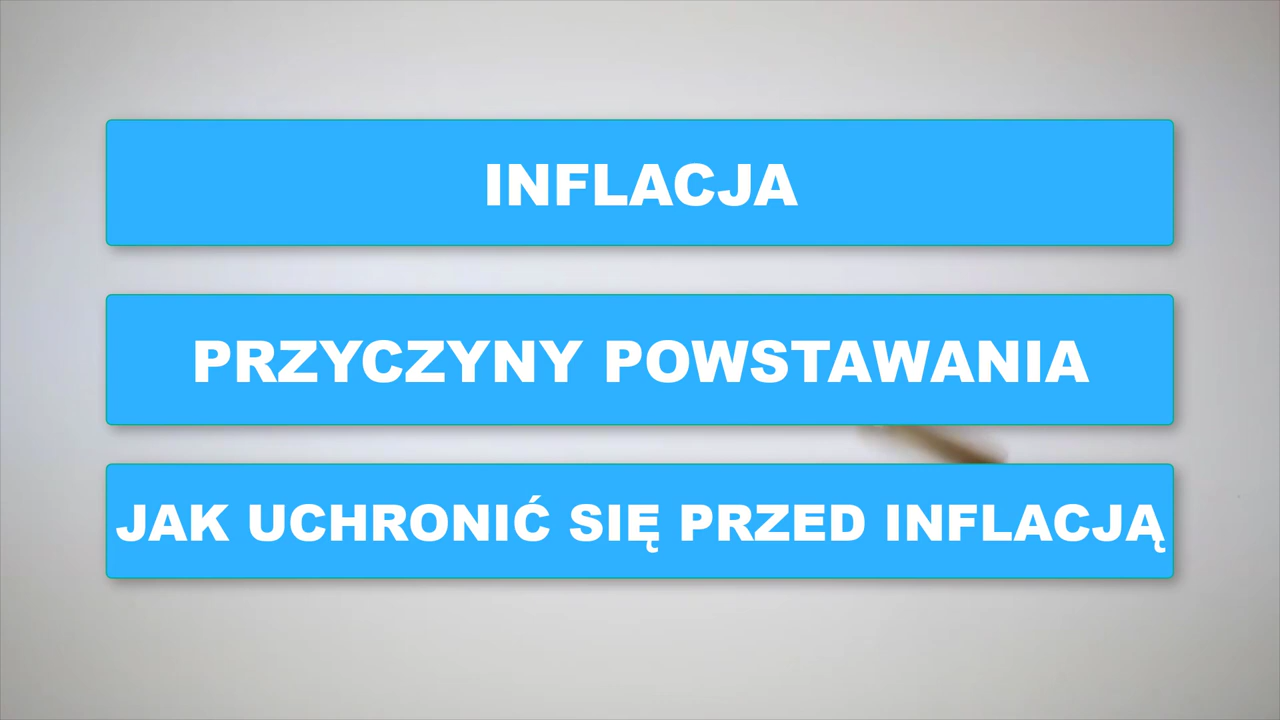 INFLACJA
PRZYCZYNY POWSTAWANIA
JAK UCHRONIĆ SIĘ PRZED INFLACJĄ